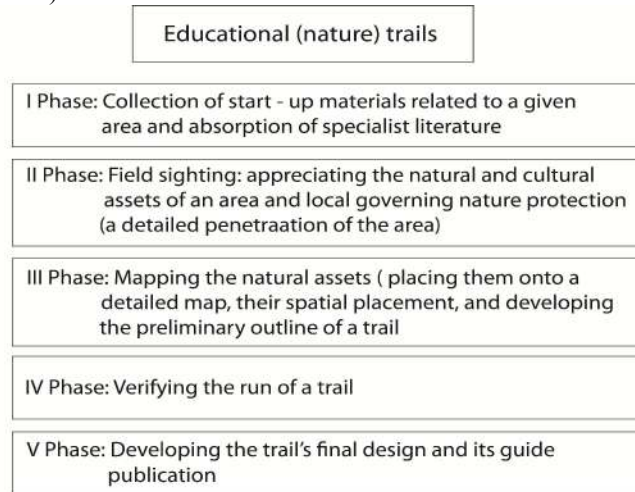 Educational (nature) trails
I Phase: Collection of start - up materials related to a given
area and absorption of specialist literature
II Phase: Field sighting: appreciating the natural and cultural
assets of an area and local governing nature protection
(a detailed penetraation of the area)
III Phase: Mapping the natural assets ( placing them onto a
detailed map, their spatial placement, and developing
the preliminary outline of a trail
IV Phase: Verifying the run of a trail
V Phase: Developing the trail's final design and its guide
publication